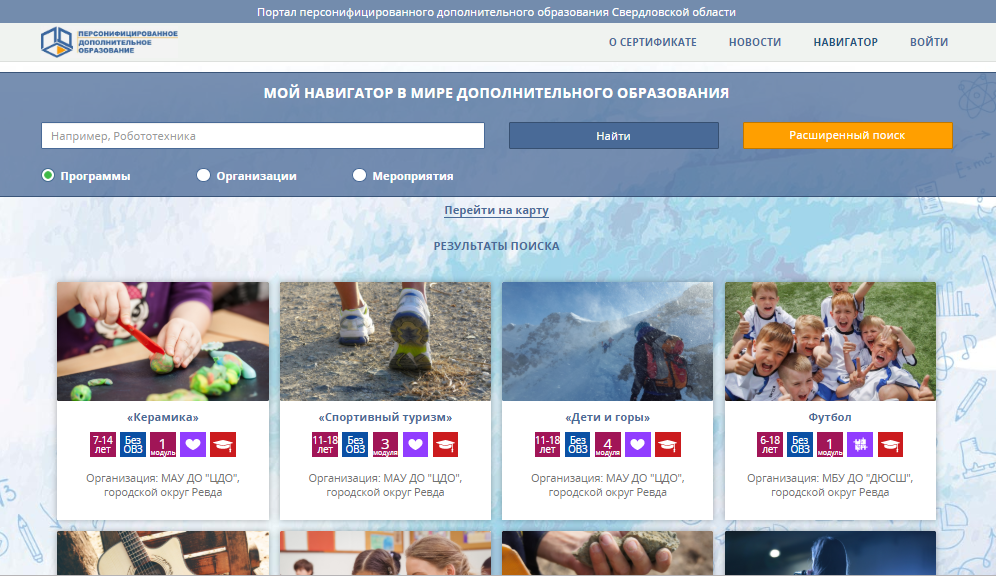 Портал персонифицированного дополнительного образования Свердловской области
ПЕРСОНИФИЦИРОВАННОЕ
ДОПОЛНИТЕЛЬНОЕ
ОБРАЗОВАНИЕ
О СЕРТИФИКАТЕ НОВОСТИ НАВИГАТОР ВОЙТИ
МОЙ НАВИГАТОР В МИРЕ ДОПОЛНИТЕЛЬНОГО ОБРАЗОВАНИЯ
Например, Робототехника
Найти
Расширенный поиск
Программы Организации Мероприятия
Перейти на карту
РЕЗУЛЬТАТЫ ПОИСКА
«Керамика»
7-14
лет
Без
ОВЗ
1
модуль
Организация: МАУ ДО "ЦДО",
городской округ Ревда
«Спортивный туризм»
11-18
лет
Без
ОВЗ
3
модуля
Организация: МАУ ДО "ЦДО",
городской округ Ревда
«Дети и горы»
11-18
лет
Без
ОВЗ
4
модуля
Организация: МАУ ДО "ЦДО",
городской округ Ревда
Футбол
6-18
лет
Без
ОВЗ
1
модуль
Организация: МБУ ДО "ДЮСШ",
городской округ Ревда